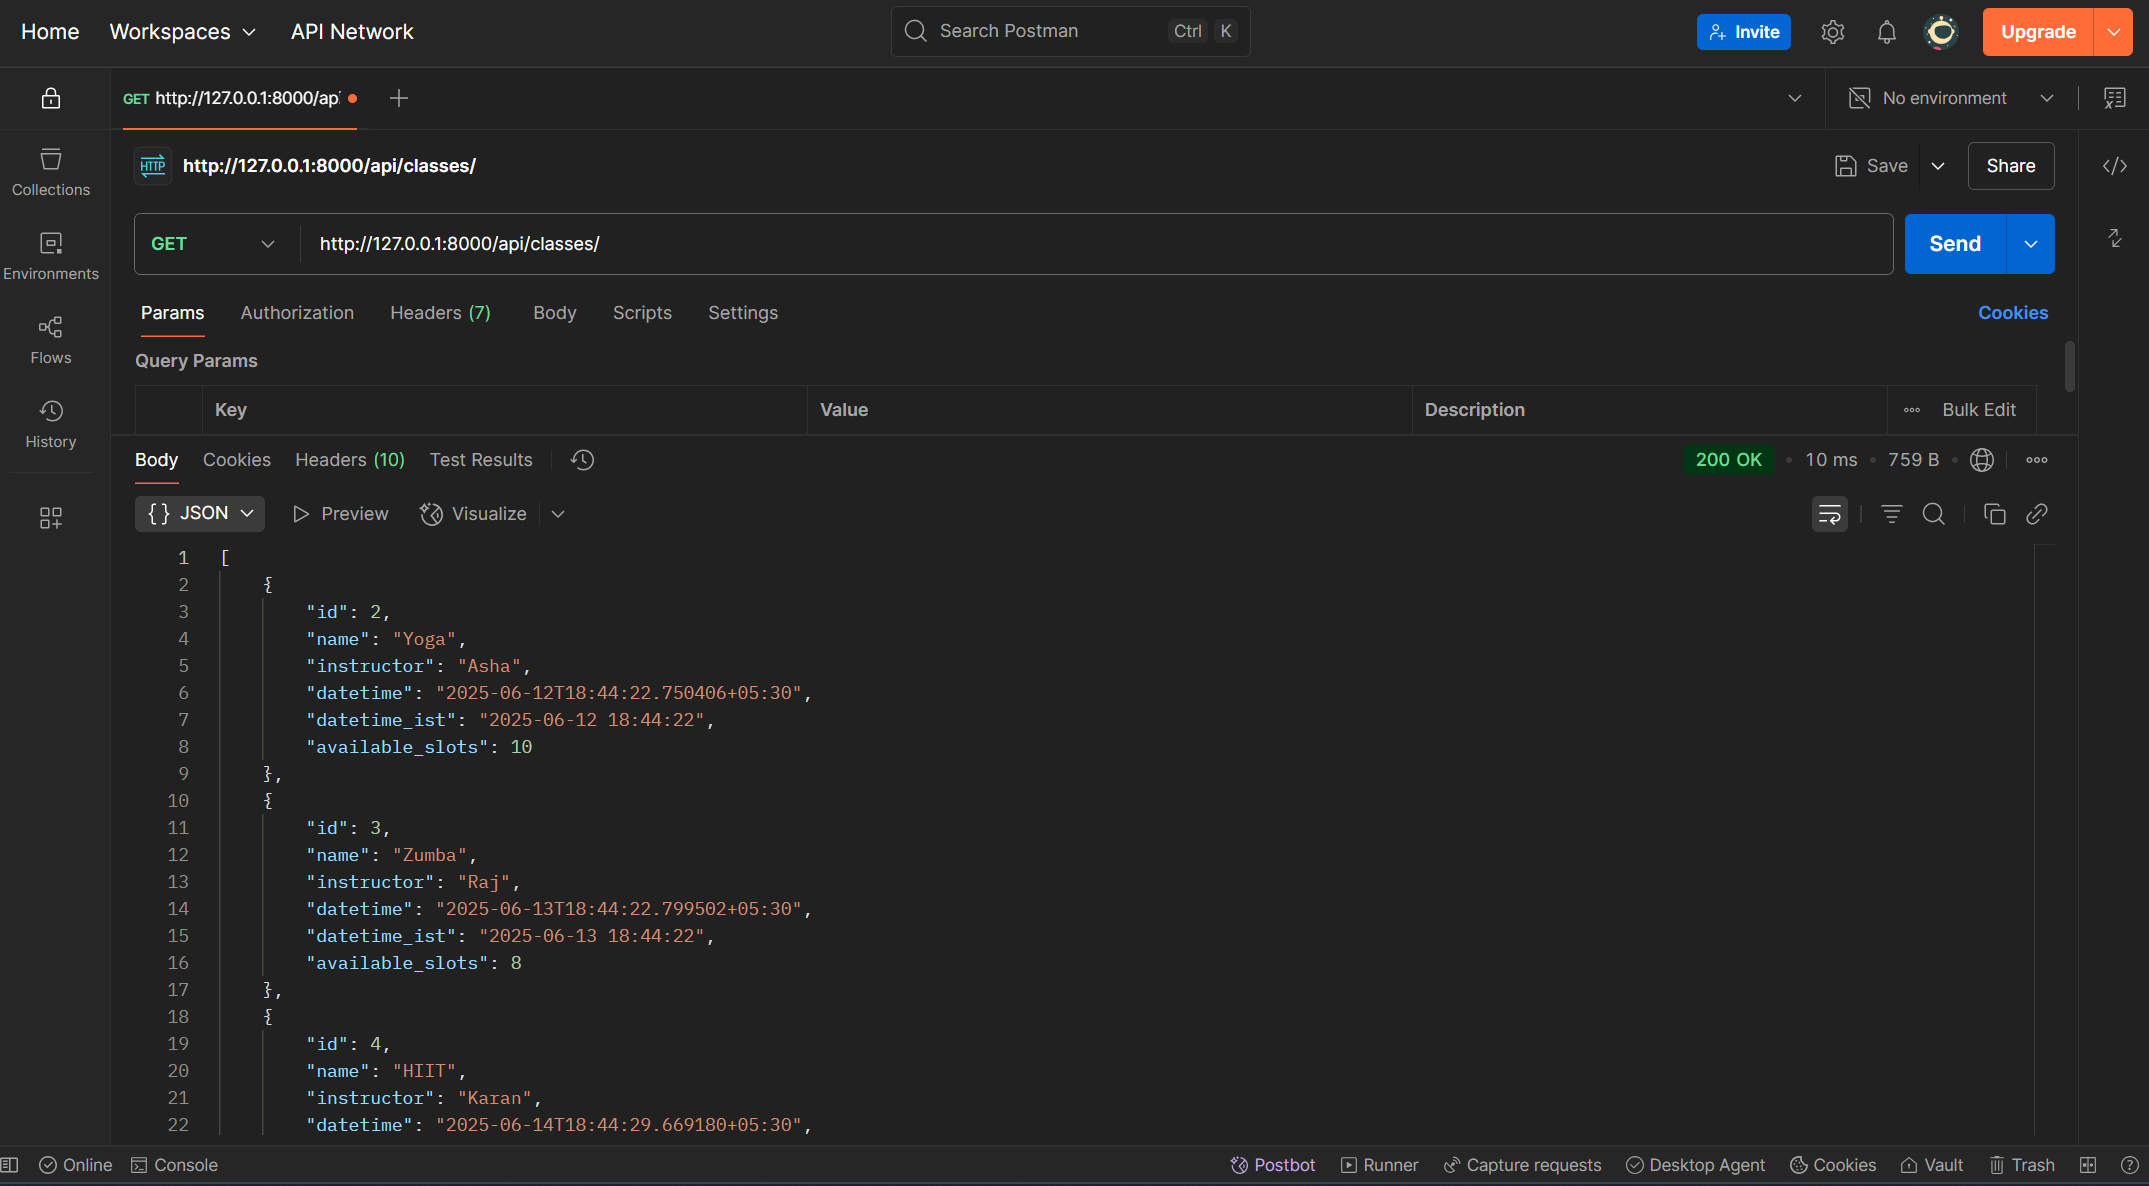 Home Workspaces API Network Search Postman Ctrl K Invite Upgrade
GET http://127.0.0.1:8000/ap No environment
http://127.0.0.1:8000/api/classes/ Save Share
GET http://127.0.0.1:8000/api/classes/ Send
Collections
Environments
Flows
History
Params Authorization Headers (7) Body Scripts Settings Cookies
Query Params
Key Value Description Bulk Edit
Body Cookies Headers (10) Test Results 200 OK • 10 ms • 759 B
{} JSON Preview Visualize
1 [
2 {
3 "id": 2,
4 "name": "Yoga",
5 "instructor": "Asha",
6 "datetime": "2025-06-12T18:44:22.750406+05:30",
7 "datetime_ist": "2025-06-12 18:44:22",
8 "available_slots": 10
9 },
10 {
11 "id": 3,
12 "name": "Zumba",
13 "instructor": "Raj",
14 "datetime": "2025-06-13T18:44:22.799502+05:30",
15 "datetime_ist": "2025-06-13 18:44:22",
16 "available_slots": 8
17 },
18 {
19 "id": 4,
20 "name": "HIIT",
21 "instructor": "Karan",
22 "datetime": "2025-06-14T18:44:29.669180+05:30",
Online Console Postbot Runner Capture requests Desktop Agent Cookies Vault Trash